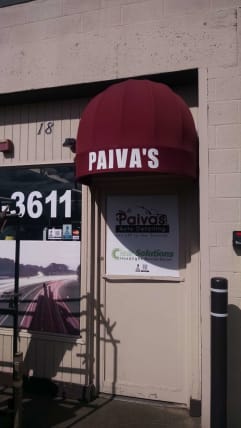 18
PAIVA'S
3611
Paiva's
Auto Detailing
Solutions